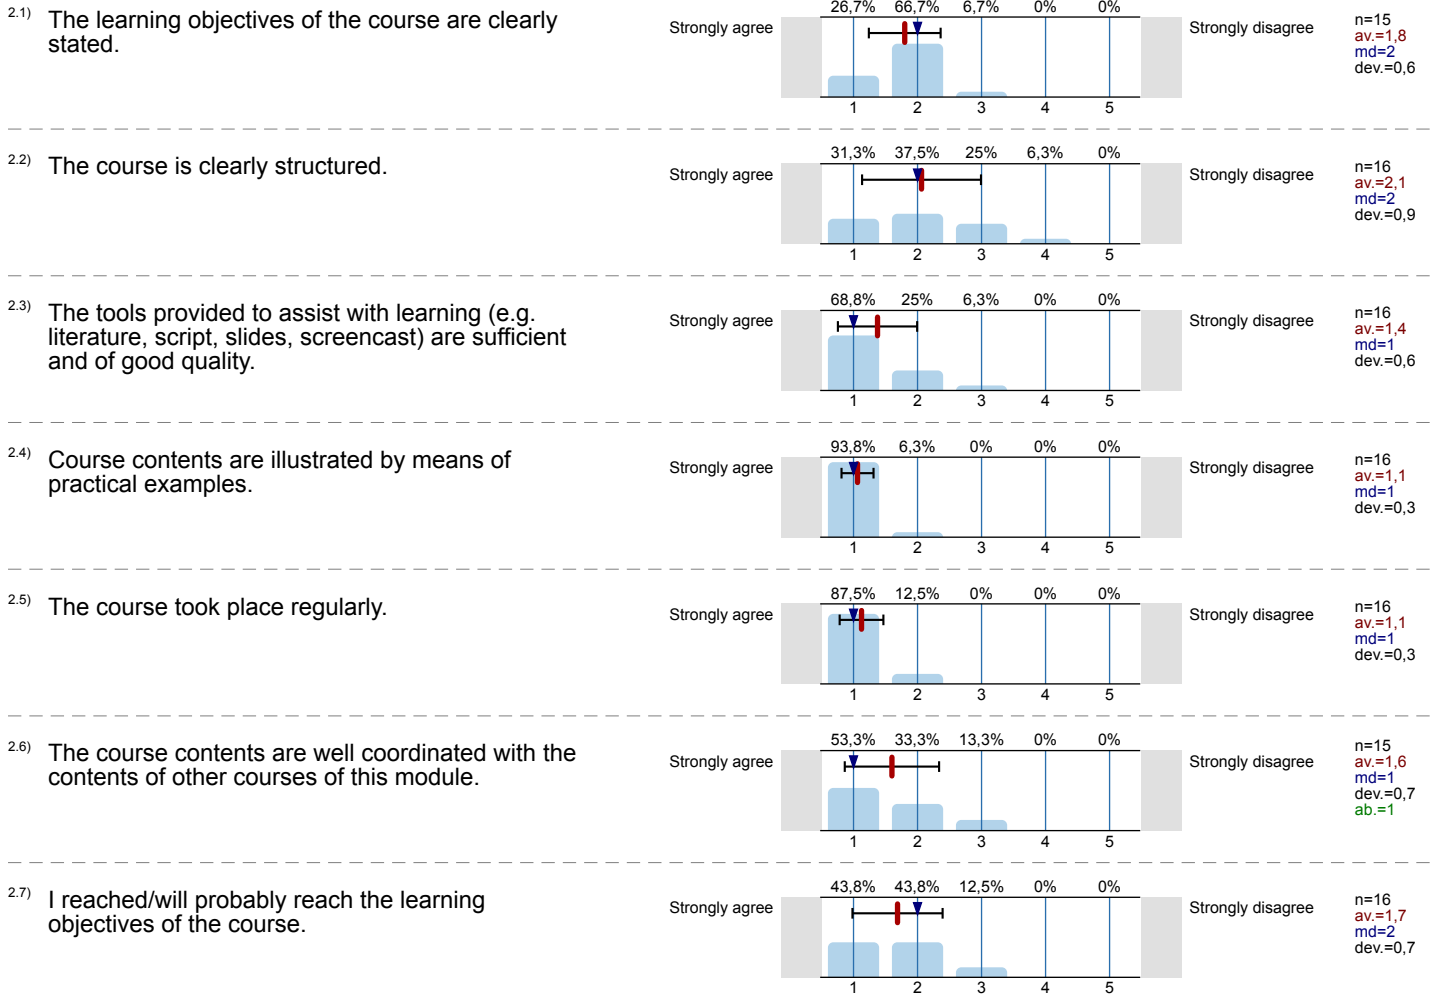 2.1) The learning objectives of the course are clearly
stated.
Strongly agree
26,7% 66,7% 6,7% 0% 0%
1 2 3 4 5
Strongly disagree
n=15
av.=1,8
md=2
dev.=0,6
2.2) The course is clearly structured.
Strongly agree
31,3% 37,5% 25% 6,3% 0%
1 2 3 4 5
Strongly disagree
n=16
av.=2,1
md=2
dev.=0,9
2.3) The tools provided to assist with learning (e.g.
literature, script, slides, screencast) are sufficient
and of good quality.
Strongly agree
68,8% 25% 6,3% 0% 0%
1 2 3 4 5
Strongly disagree
n=16
av.=1,4
md=1
dev.=0,6
2.4) Course contents are illustrated by means of
practical examples.
Strongly agree
93,8% 6,3% 0% 0% 0%
1 2 3 4 5
Strongly disagree
n=16
av.=1,1
md=1
dev.=0,3
2.5) The course took place regularly.
Strongly agree
87,5% 12,5% 0% 0% 0%
1 2 3 4 5
Strongly disagree
n=16
av.=1,1
md=1
dev.=0,3
2.6) The course contents are well coordinated with the
contents of other courses of this module.
Strongly agree
53,3% 33,3% 13,3% 0% 0%
1 2 3 4 5
Strongly disagree
n=15
av.=1,6
md=1
dev.=0,7
ab.=1
2.7) I reached/will probably reach the learning
objectives of the course.
Strongly agree
43,8% 43,8% 12,5% 0% 0%
1 2 3 4 5
Strongly disagree
n=16
av.=1,7
md=2
dev.=0,7